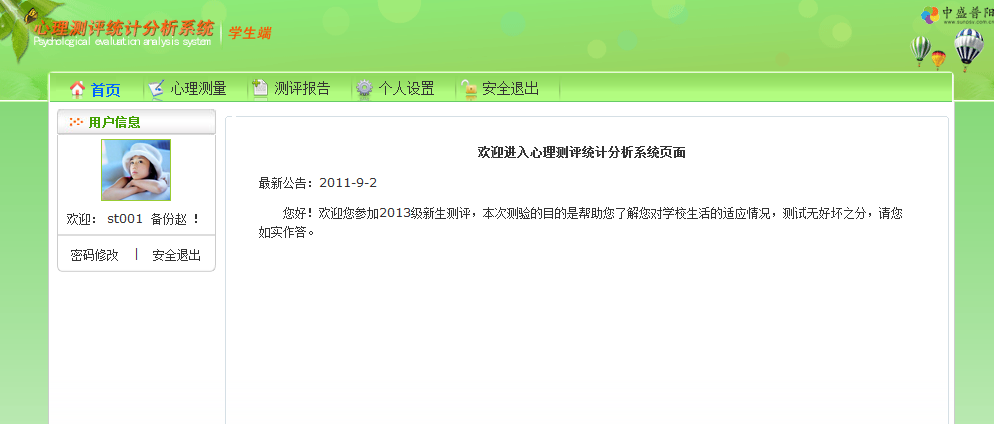 心理测评统计分析系统
Psychological evaluation analysis system
学生端
中盛普阳
www.sunosv.com.cn
首页 心理测量 测评报告 个人设置 安全退出
用户信息
欢迎： st001 备份赵 ！
密码修改 | 安全退出
欢迎进入心理测评统计分析系统页面
最新公告：2011-9-2
您好！欢迎您参加2013级新生测评，本次测验的目的是帮助您了解您对学校生活的适应情况，测试无好坏之分，请您
如实作答。